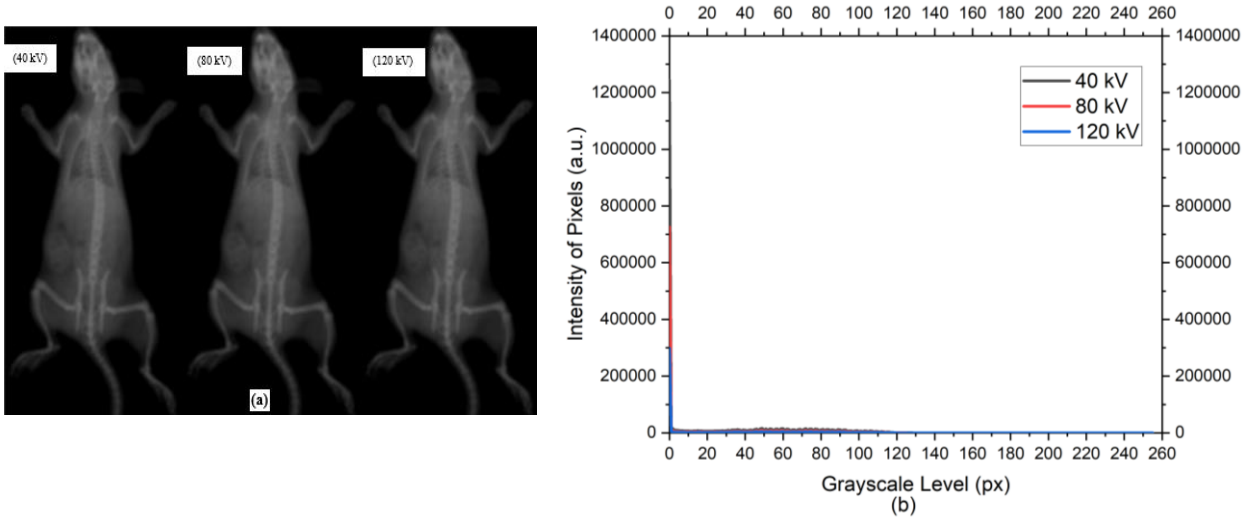 (40 kV)
(80 kV)
(120 kV)
(a)
0 20 40 60 80 100 120 140 160 180 200 220 240 260
1400000 1400000
1200000 1200000
1000000 1000000
800000 800000
600000 600000
400000 400000
200000 200000
0 0
40 kV
80 kV
120 kV
Intensity of Pixels (a.u.)
0 20 40 60 80 100 120 140 160 180 200 220 240 260
Grayscale Level (px)
(b)